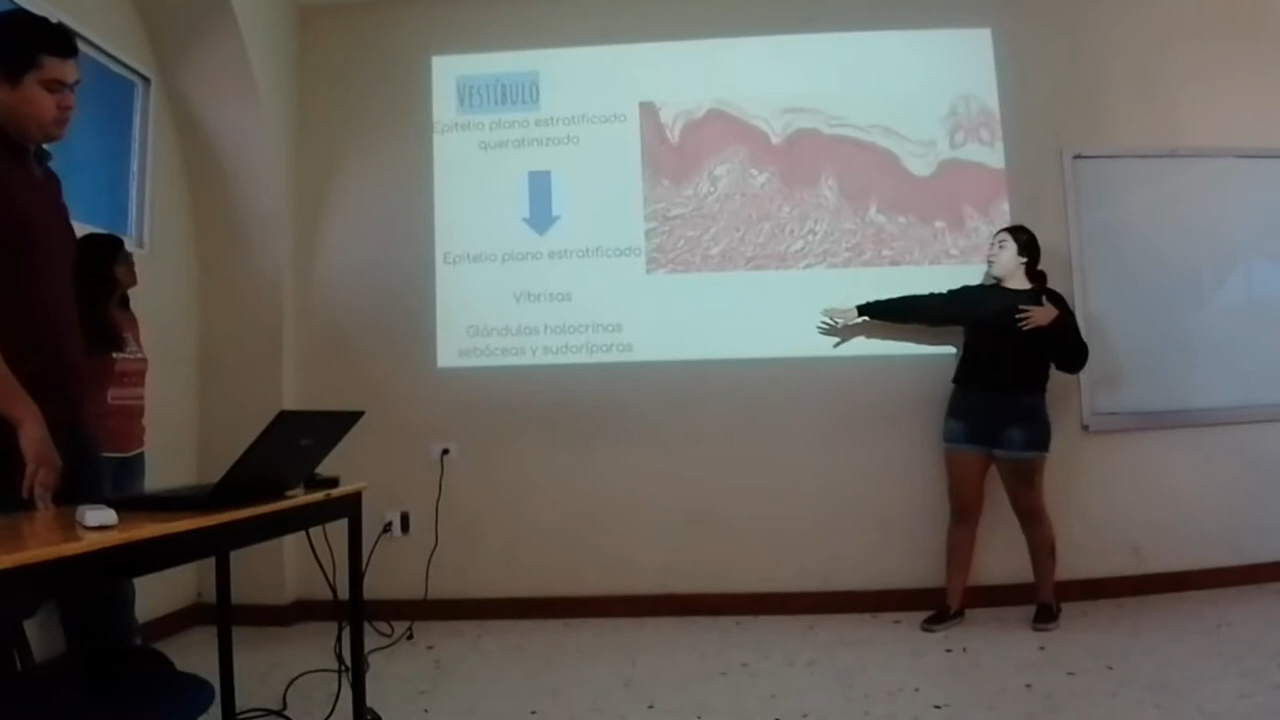 VESTÍBULO
Epitelio plano estratificado
queratinizado
Epitelio plano estratificado
Vibrisas
Glándulas holocrinas
sebáceas y sudoríparas